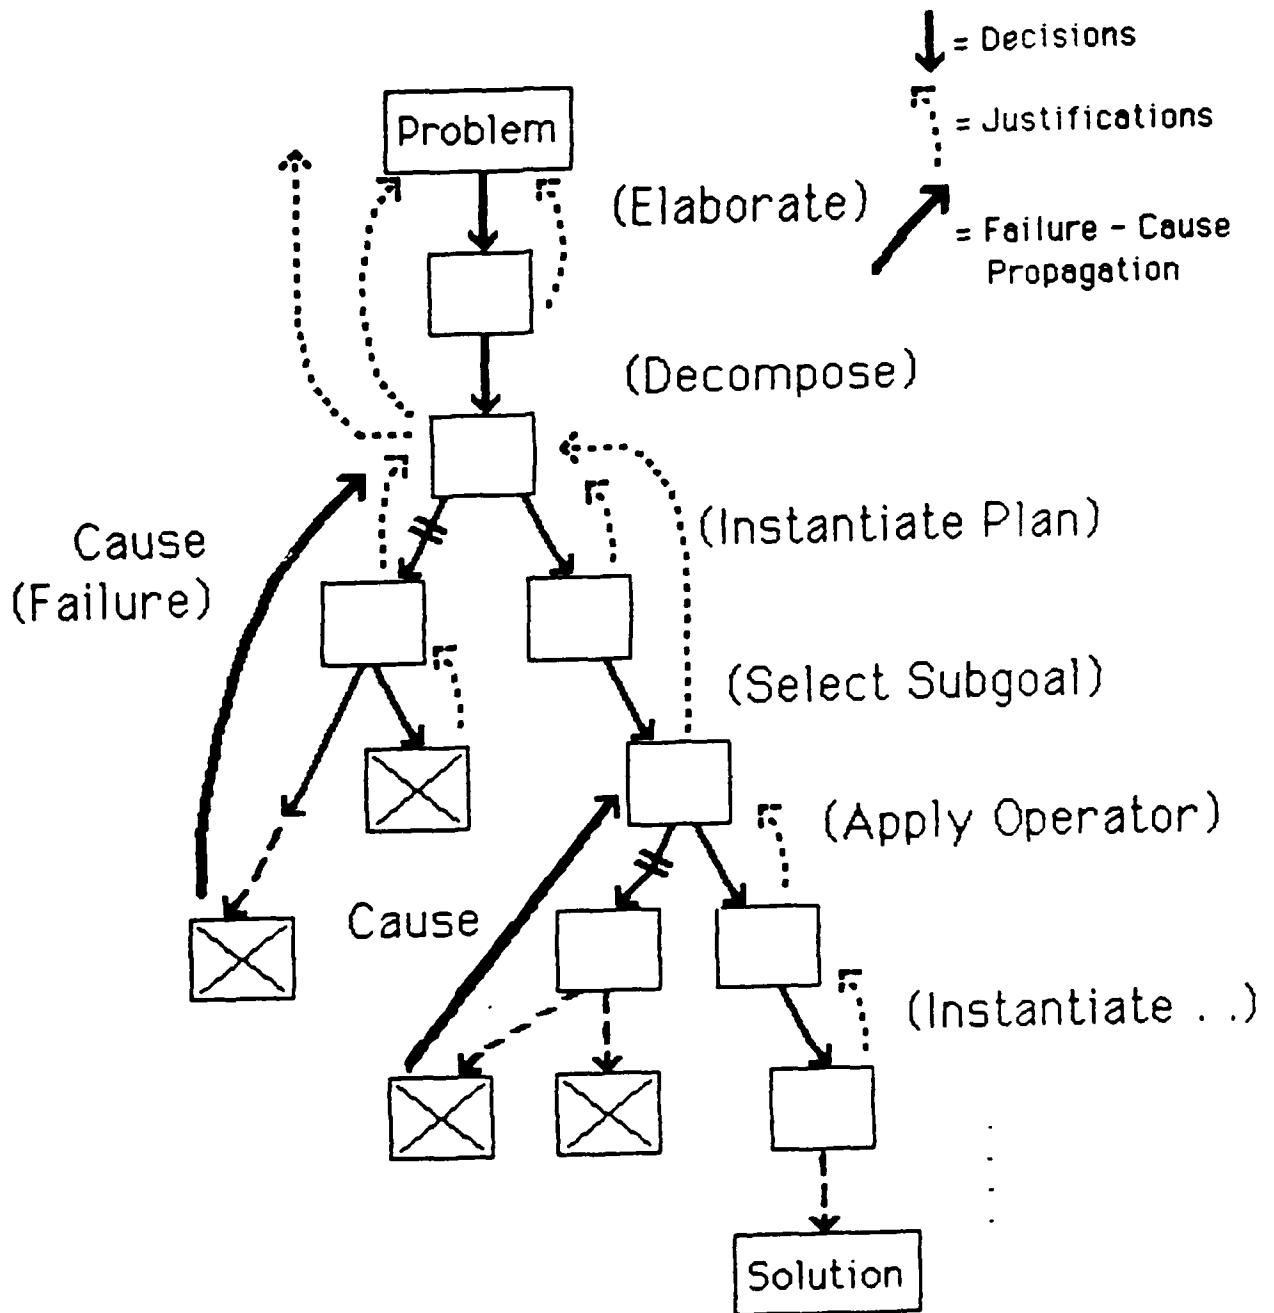 = Decisions
= Justifications
= Failure - Cause
Propagation
Problem
(Elaborate)
(Decompose)
Cause
(Failure)
(Instantiate Plan)
(Select Subgoal)
(Apply Operator)
Cause
(Instantiate . .)
Solution